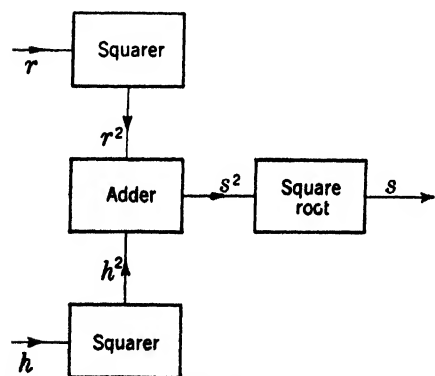 Squarer
r
r²
Adder
s²
Square
root
s
h²
Squarer
h